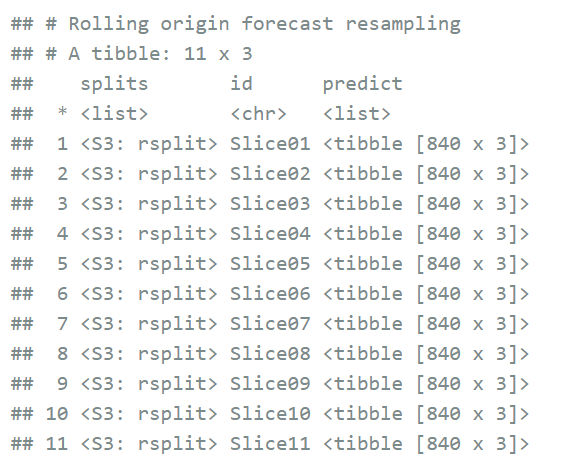 ## # Rolling origin forecast resampling
## # A tibble: 11 x 3
##    splits       id      predict
##  * <list>       <chr>   <list>
##  1 <S3: rsplit> Slice01 <tibble [840 x 3]>
##  2 <S3: rsplit> Slice02 <tibble [840 x 3]>
##  3 <S3: rsplit> Slice03 <tibble [840 x 3]>
##  4 <S3: rsplit> Slice04 <tibble [840 x 3]>
##  5 <S3: rsplit> Slice05 <tibble [840 x 3]>
##  6 <S3: rsplit> Slice06 <tibble [840 x 3]>
##  7 <S3: rsplit> Slice07 <tibble [840 x 3]>
##  8 <S3: rsplit> Slice08 <tibble [840 x 3]>
##  9 <S3: rsplit> Slice09 <tibble [840 x 3]>
## 10 <S3: rsplit> Slice10 <tibble [840 x 3]>
## 11 <S3: rsplit> Slice11 <tibble [840 x 3]>